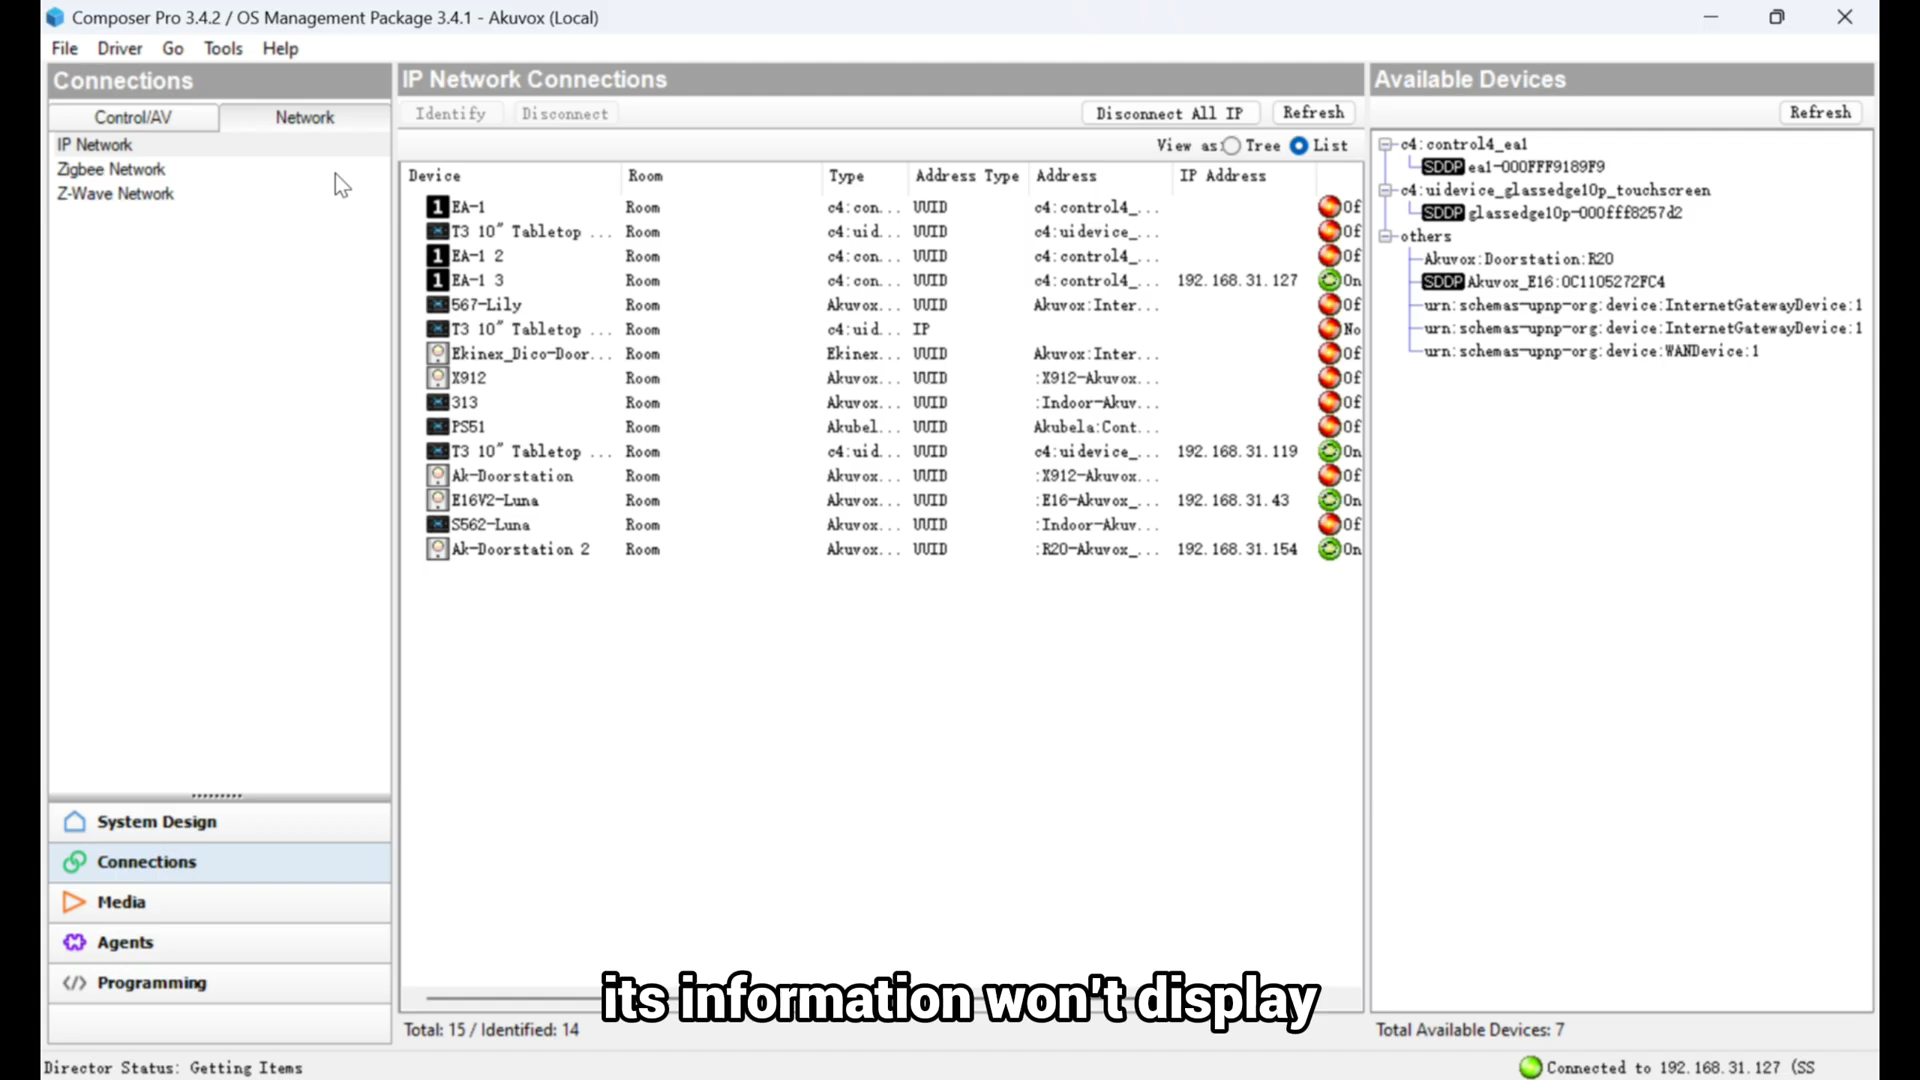 Composer Pro 3.4.2 / OS Management Package 3.4.1 - Akuvox (Local)
File Driver Go Tools Help
Connections
Control/AV Network
IP Network
Zigbee Network
Z-Wave Network
System Design
Connections
Media
Agents
Programming
IP Network Connections
Identify Disconnect Disconnect All IP Refresh
View as: Tree List
Device Room Type Address Type Address IP Address
1 EA-1 Room c4:con... UUID c4:control4_... Of
T3 10" Tabletop ... Room c4:uid... UUID c4:uidevice_... Of
1 EA-1 2 Room c4:con... UUID c4:control4_... Of
1 EA-1 3 Room c4:con... UUID c4:control4_... 192.168.31.127 On
567-Lily Room Akuvox... UUID Akuvox:Inter... Of
T3 10" Tabletop ... Room c4:uid... IP No
Ekinex_Dico-Door... Room Ekinex... UUID Akuvox:Inter... Of
X912 Room Akuvox... UUID :X912-Akuvox... Of
313 Room Akuvox... UUID :Indoor-Akuv... Of
PS51 Room Akubel... UUID Akubela:Cont... Of
T3 10" Tabletop ... Room c4:uid... UUID c4:uidevice_... 192.168.31.119 On
Ak-Doorstation Room Akuvox... UUID :X912-Akuvox... Of
E16V2-Luna Room Akuvox... UUID :E16-Akuvox_... 192.168.31.43 On
S562-Luna Room Akuvox... UUID :Indoor-Akuv... Of
Ak-Doorstation 2 Room Akuvox... UUID :R20-Akuvox_... 192.168.31.154 On
Total: 15 / Identified: 14
Available Devices
Refresh
c4:control4_ea1
SDDP ea1-000FFF9189F9
c4:uidevice_glassedge10p_touchscreen
SDDP glassedge10p-000fff8257d2
others
Akuvox:Doorstation:R20
SDDP Akuvox_E16:0C1105272FC4
urn:schemas-upnp-org:device:InternetGatewayDevice:1
urn:schemas-upnp-org:device:InternetGatewayDevice:1
urn:schemas-upnp-org:device:WANDevice:1
Total Available Devices: 7
its information won't display
Director Status: Getting Items
Connected to 192.168.31.127 (SS